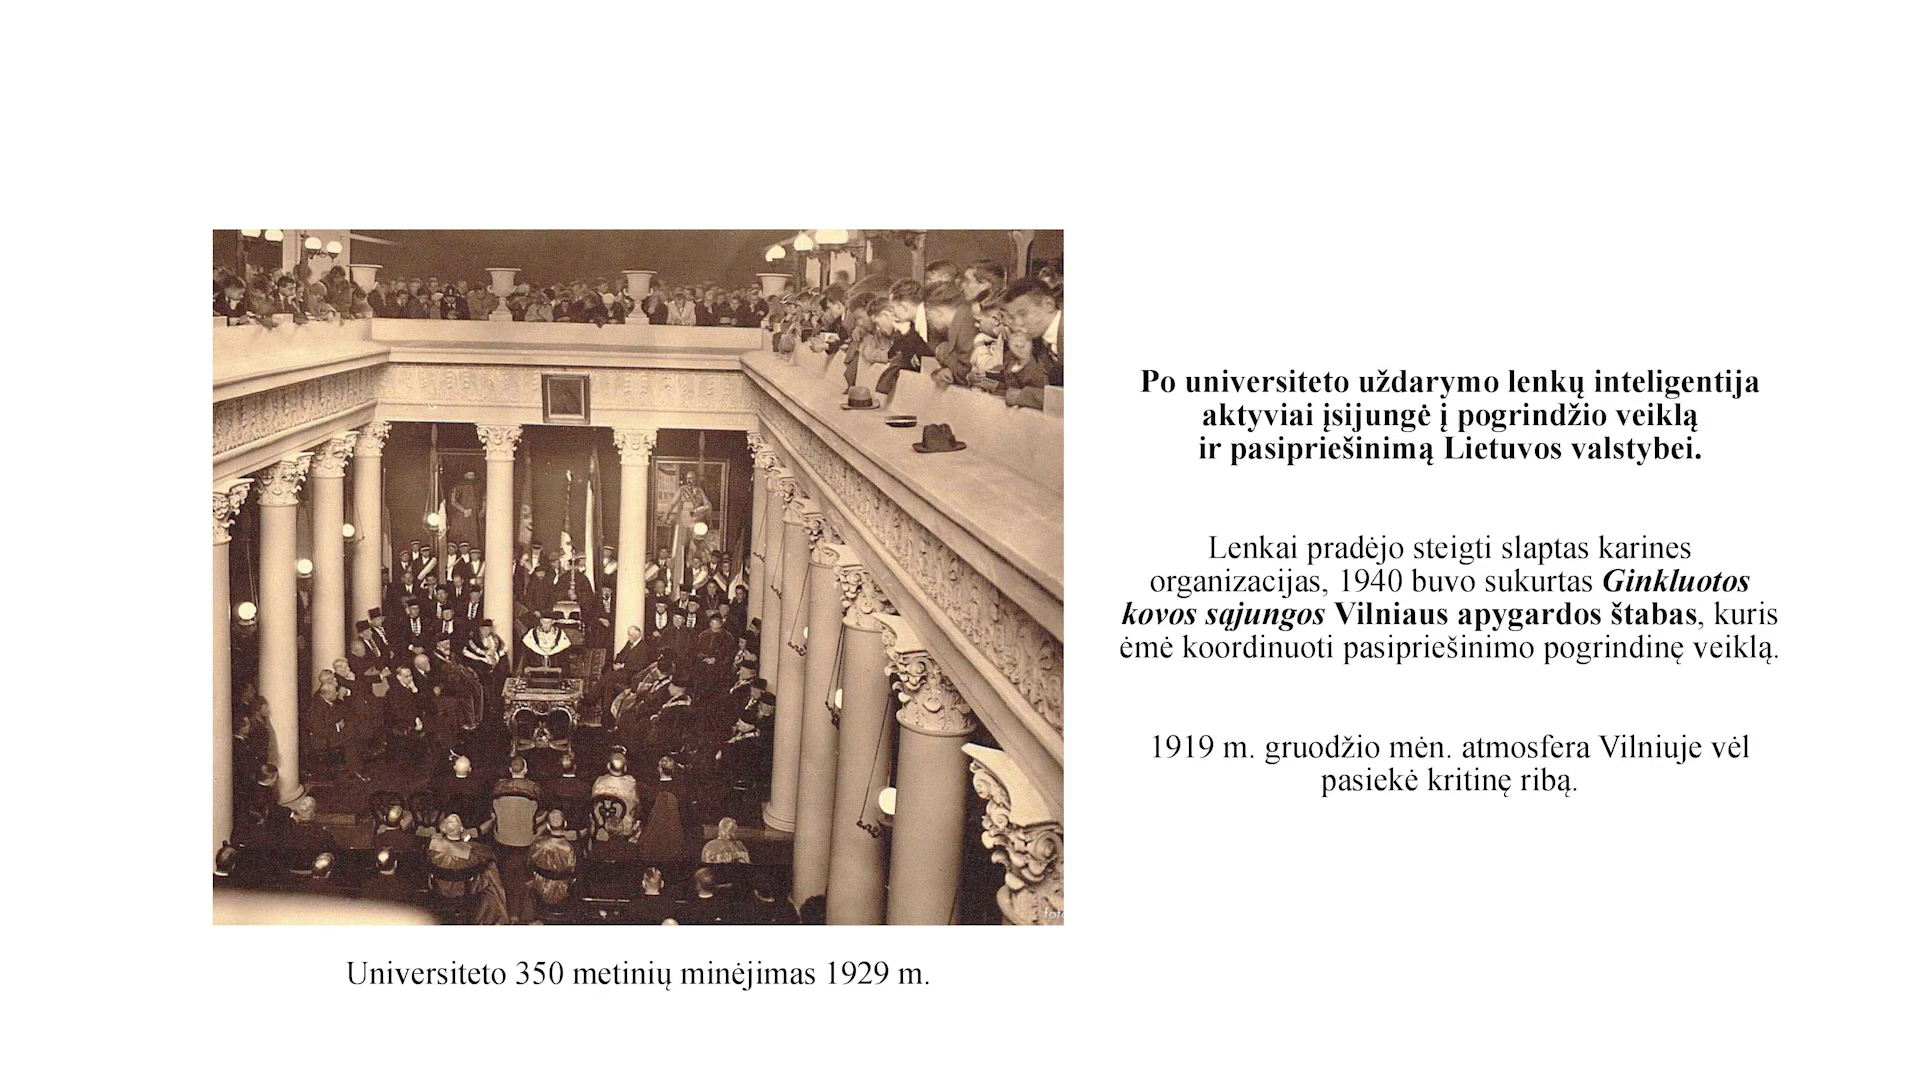 Po universiteto uždarymo lenkų inteligentija
aktyviai įsijungė į pogrindžio veiklą
ir pasipriešinimą Lietuvos valstybei.
Lenkai pradėjo steigti slaptas karines
organizacijas, 1940 buvo sukurtas Ginkluotos
kovos sąjungos Vilniaus apygardos štabas, kuris
ėmė koordinuoti pasipriešinimo pogrindinę veiklą.
1919 m. gruodžio mėn. atmosfera Vilniuje vėl
pasiekė kritinę ribą.
Universiteto 350 metinių minėjimas 1929 m.